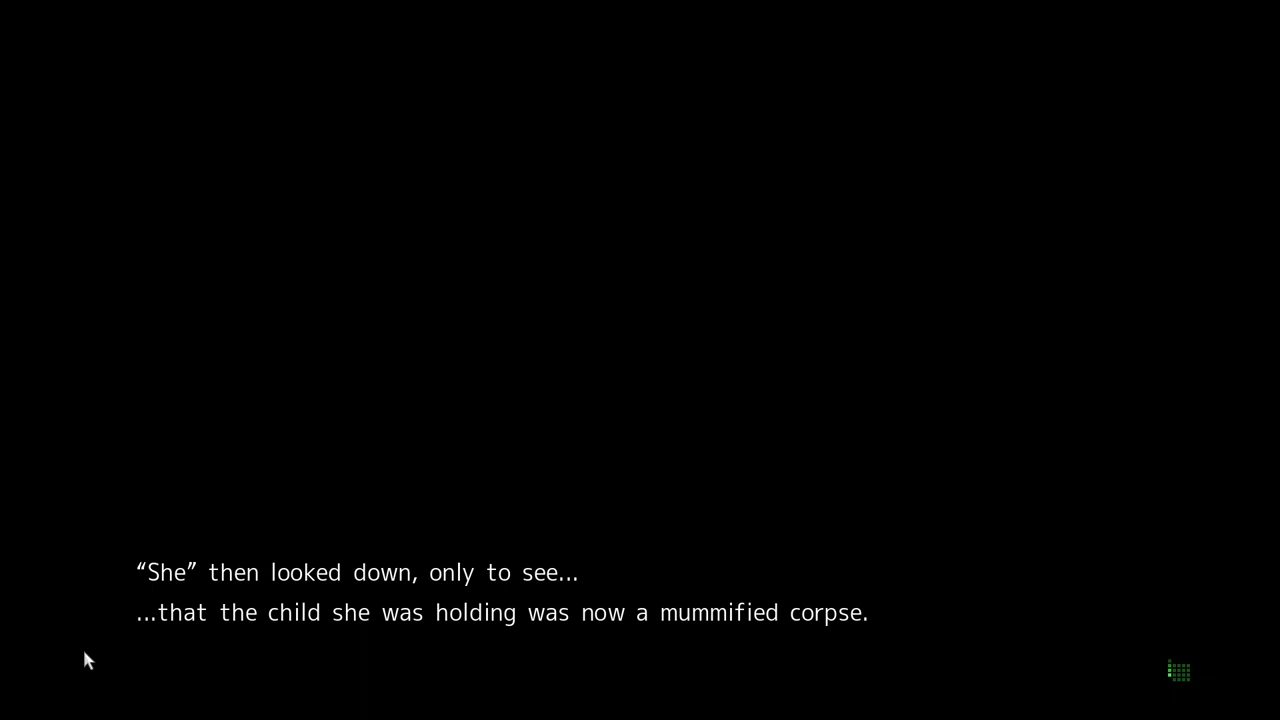 “She” then looked down, only to see...
...that the child she was holding was now a mummified corpse.